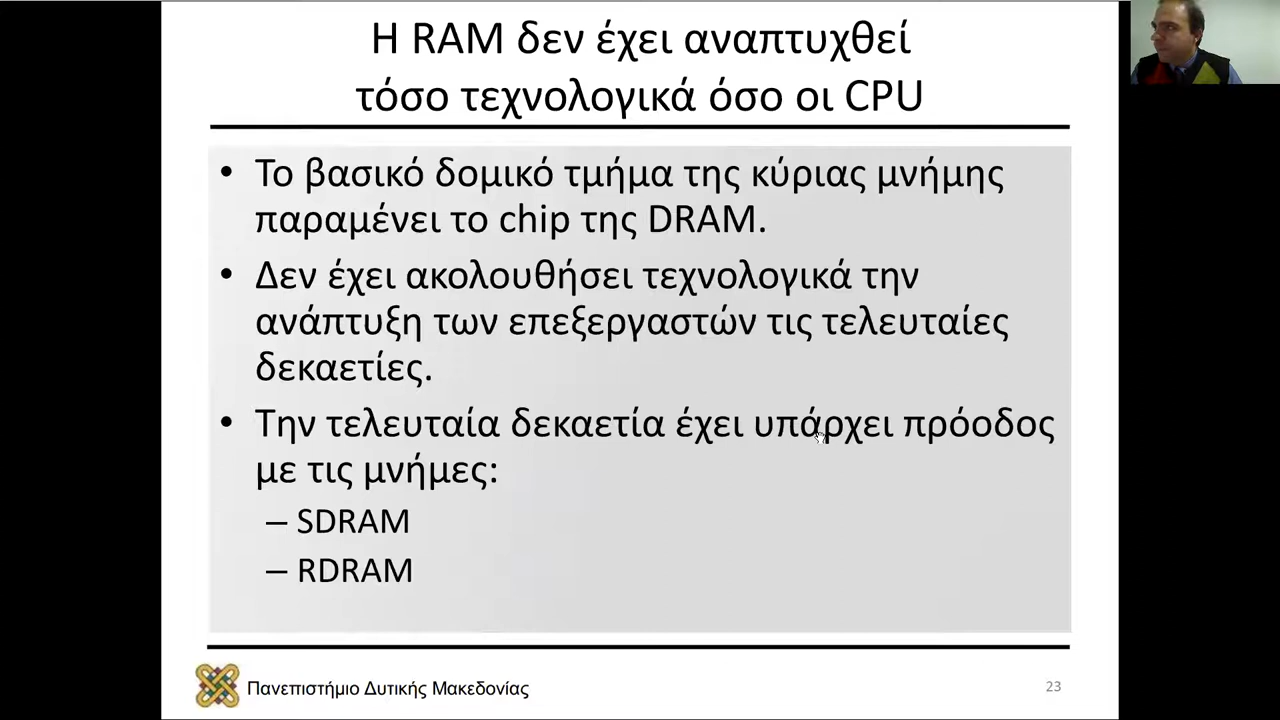 Η RAM δεν έχει αναπτυχθεί
τόσο τεχνολογικά όσο οι CPU
• Το βασικό δομικό τμήμα της κύριας μνήμης
παραμένει το chip της DRAM.
• Δεν έχει ακολουθήσει τεχνολογικά την
ανάπτυξη των επεξεργαστών τις τελευταίες
δεκαετίες.
• Την τελευταία δεκαετία έχει υπάρχει πρόοδος
με τις μνήμες:
– SDRAM
– RDRAM
Πανεπιστήμιο Δυτικής Μακεδονίας
23